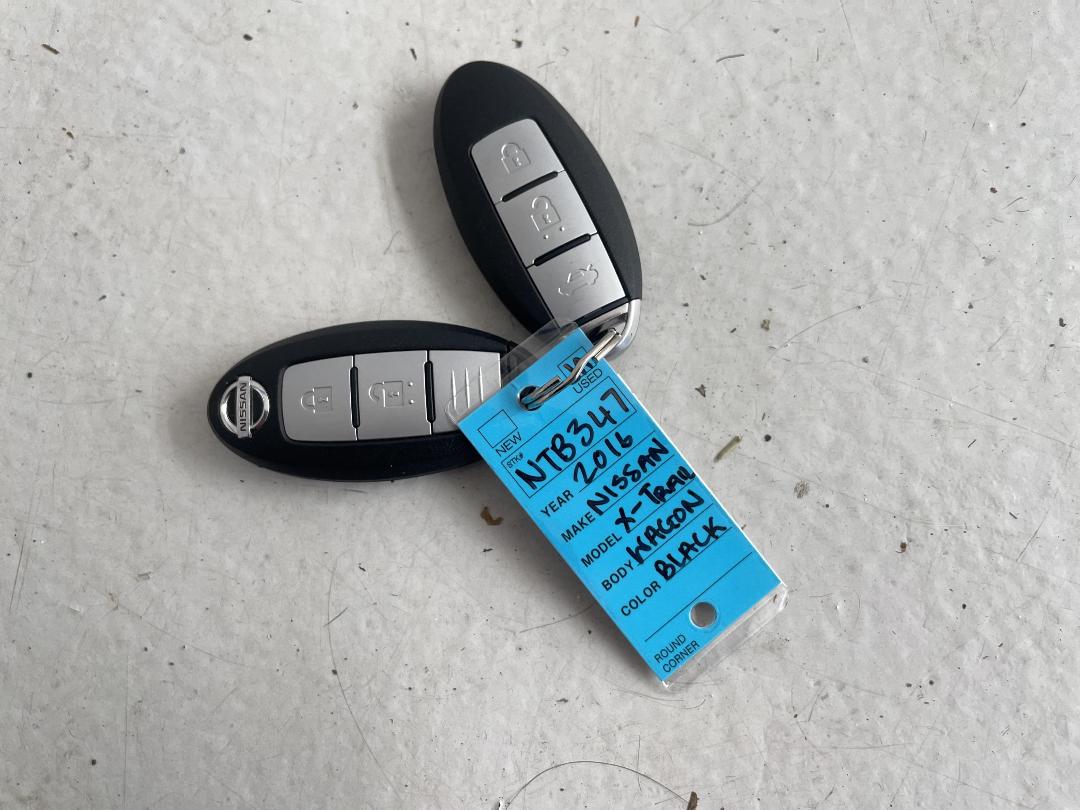 NISSAN
NEW
USED
STK# NTB347
YEAR 2016
MAKE NISSAN
MODEL X-TRAIL
BODY WAGON
COLOR BLACK
ROUND
CORNER